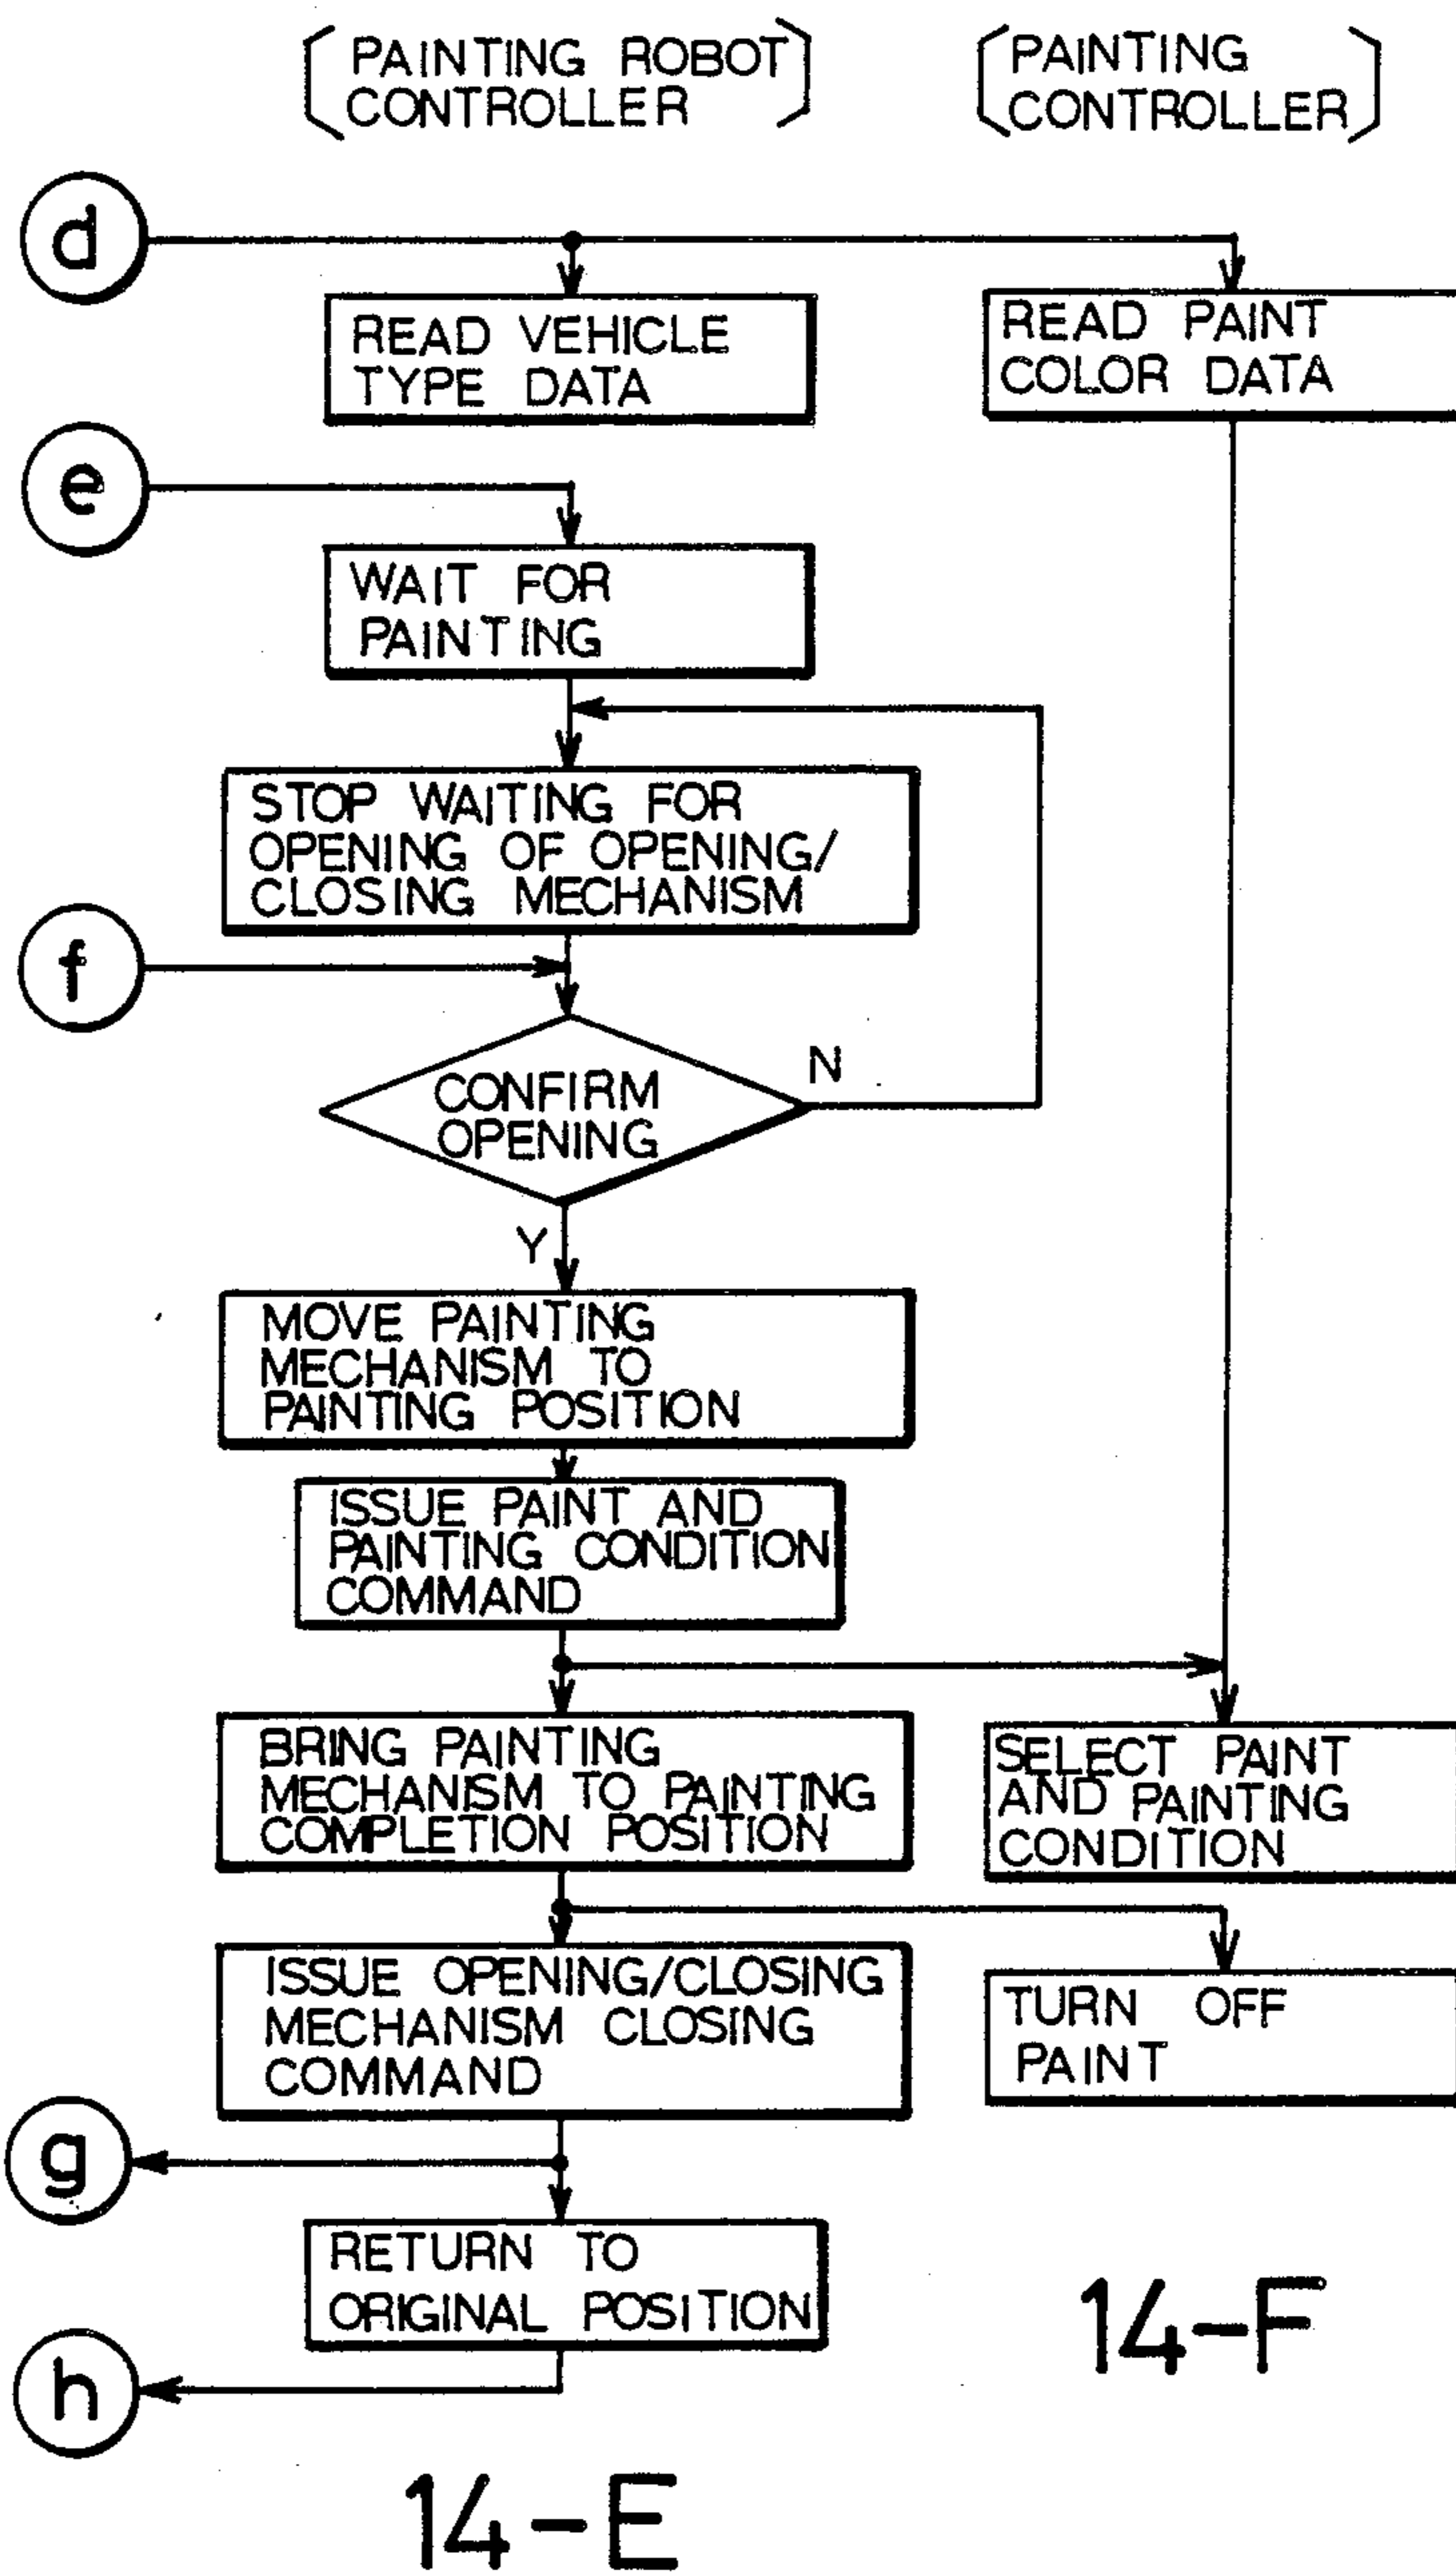 PAINTING ROBOT
CONTROLLER
PAINTING
CONTROLLER
d
READ VEHICLE
TYPE DATA
READ PAINT
COLOR DATA
e
WAIT FOR
PAINTING
STOP WAITING FOR
OPENING OF OPENING/
CLOSING MECHANISM
f
CONFIRM
OPENING
N
Y
MOVE PAINTING
MECHANISM TO
PAINTING POSITION
ISSUE PAINT AND
PAINTING CONDITION
COMMAND
BRING PAINTING
MECHANISM TO PAINTING
COMPLETION POSITION
SELECT PAINT
AND PAINTING
CONDITION
ISSUE OPENING/CLOSING
MECHANISM CLOSING
COMMAND
TURN OFF
PAINT
g
RETURN TO
ORIGINAL POSITION
h
14-F
14-E